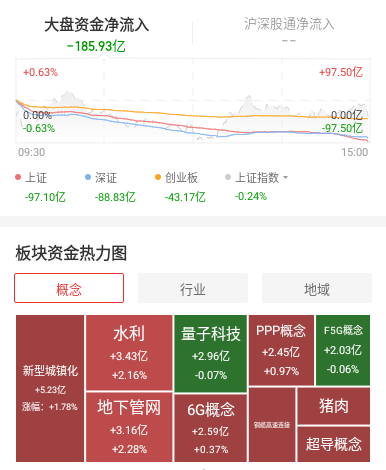 大盘资金净流入
沪深股通净流入
-185.93亿
--
+0.63%
+97.50亿
0.00%
0.00亿
-0.63%
-97.50亿
09:30
15:00
上证
深证
创业板
上证指数
-97.10亿
-88.83亿
-43.17亿
-0.24%
板块资金热力图
概念
行业
地域
新型城镇化
+5.23亿
涨幅：+1.78%
水利
+3.43亿
+2.16%
地下管网
+3.16亿
+2.28%
量子科技
+2.96亿
-0.07%
6G概念
+2.59亿
+0.37%
PPP概念
+2.45亿
+0.97%
F5G概念
+2.03亿
-0.06%
铜缆高速连接
猪肉
超导概念